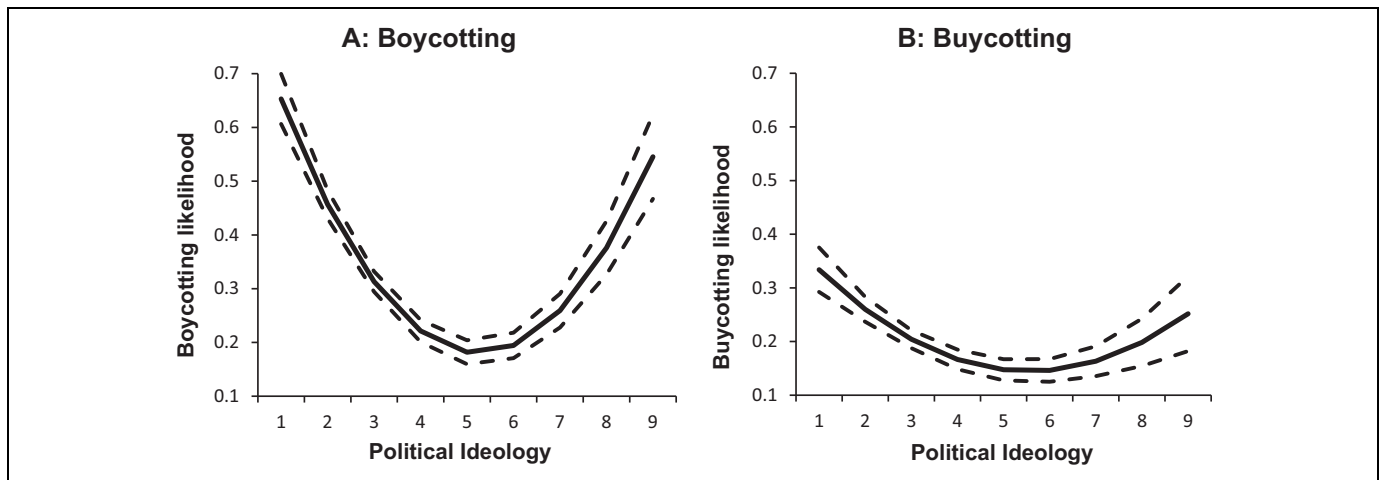 A: Boycotting
0.7
0.6
0.5
0.4
0.3
0.2
0.1
Boycotting likelihood
1 2 3 4 5 6 7 8 9
Political Ideology
B: Buycotting
0.7
0.6
0.5
0.4
0.3
0.2
0.1
Buycotting likelihood
1 2 3 4 5 6 7 8 9
Political Ideology